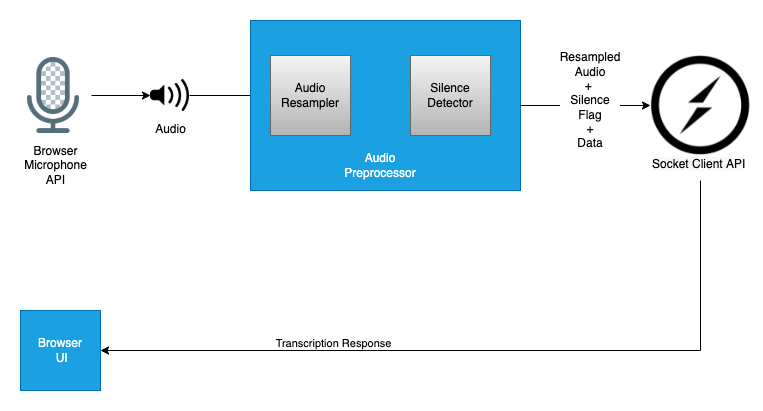 Browser
Microphone
API
Audio
Audio
Resampler
Silence
Detector
Audio
Preprocessor
Resampled
Audio
+
Silence
Flag
+
Data
Socket Client API
Transcription Response
Browser
UI